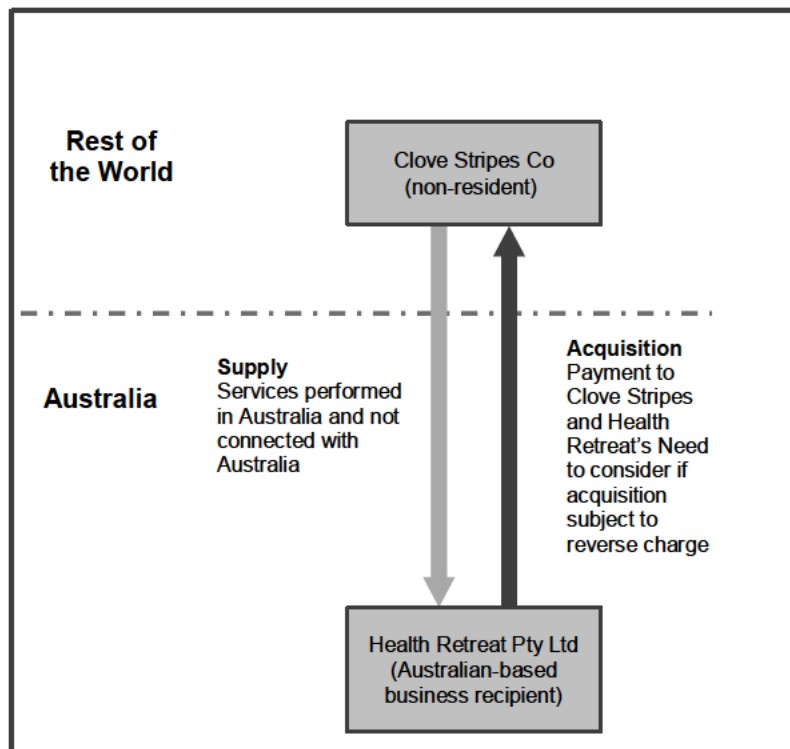 Rest of
the World
Clove Stripes Co
(non-resident)
Supply
Services performed
in Australia and not
connected with
Australia
Acquisition
Payment to
Clove Stripes
and Health
Retreat's Need
to consider if
acquisition
subject to
reverse charge
Australia
Health Retreat Pty Ltd
(Australian-based
business recipient)